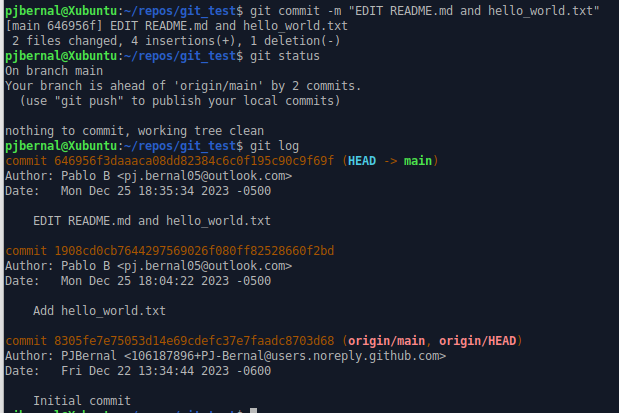 pjbernal@Xubuntu:~/repos/git_test$ git commit -m "EDIT README.md and hello_world.txt"
[main 646956f] EDIT README.md and hello_world.txt
 2 files changed, 4 insertions(+), 1 deletion(-)
pjbernal@Xubuntu:~/repos/git_test$ git status
On branch main
Your branch is ahead of 'origin/main' by 2 commits.
  (use "git push" to publish your local commits)
nothing to commit, working tree clean
pjbernal@Xubuntu:~/repos/git_test$ git log
commit 646956f3daaaca08dd82384c6c0f195c90c9f69f (HEAD -> main)
Author: Pablo B <pj.bernal05@outlook.com>
Date:   Mon Dec 25 18:35:34 2023 -0500
    EDIT README.md and hello_world.txt
commit 1908cd0cb7644297569026f080ff82528660f2bd
Author: Pablo B <pj.bernal05@outlook.com>
Date:   Mon Dec 25 18:04:22 2023 -0500
    Add hello_world.txt
commit 8305fe7e75053d14e69cdefc37e7faadc8703d68 (origin/main, origin/HEAD)
Author: PJBernal <106187896+PJ-Bernal@users.noreply.github.com>
Date:   Fri Dec 22 13:34:44 2023 -0600
    Initial commit
pjbernal@Xubuntu:~/repos/git_test$